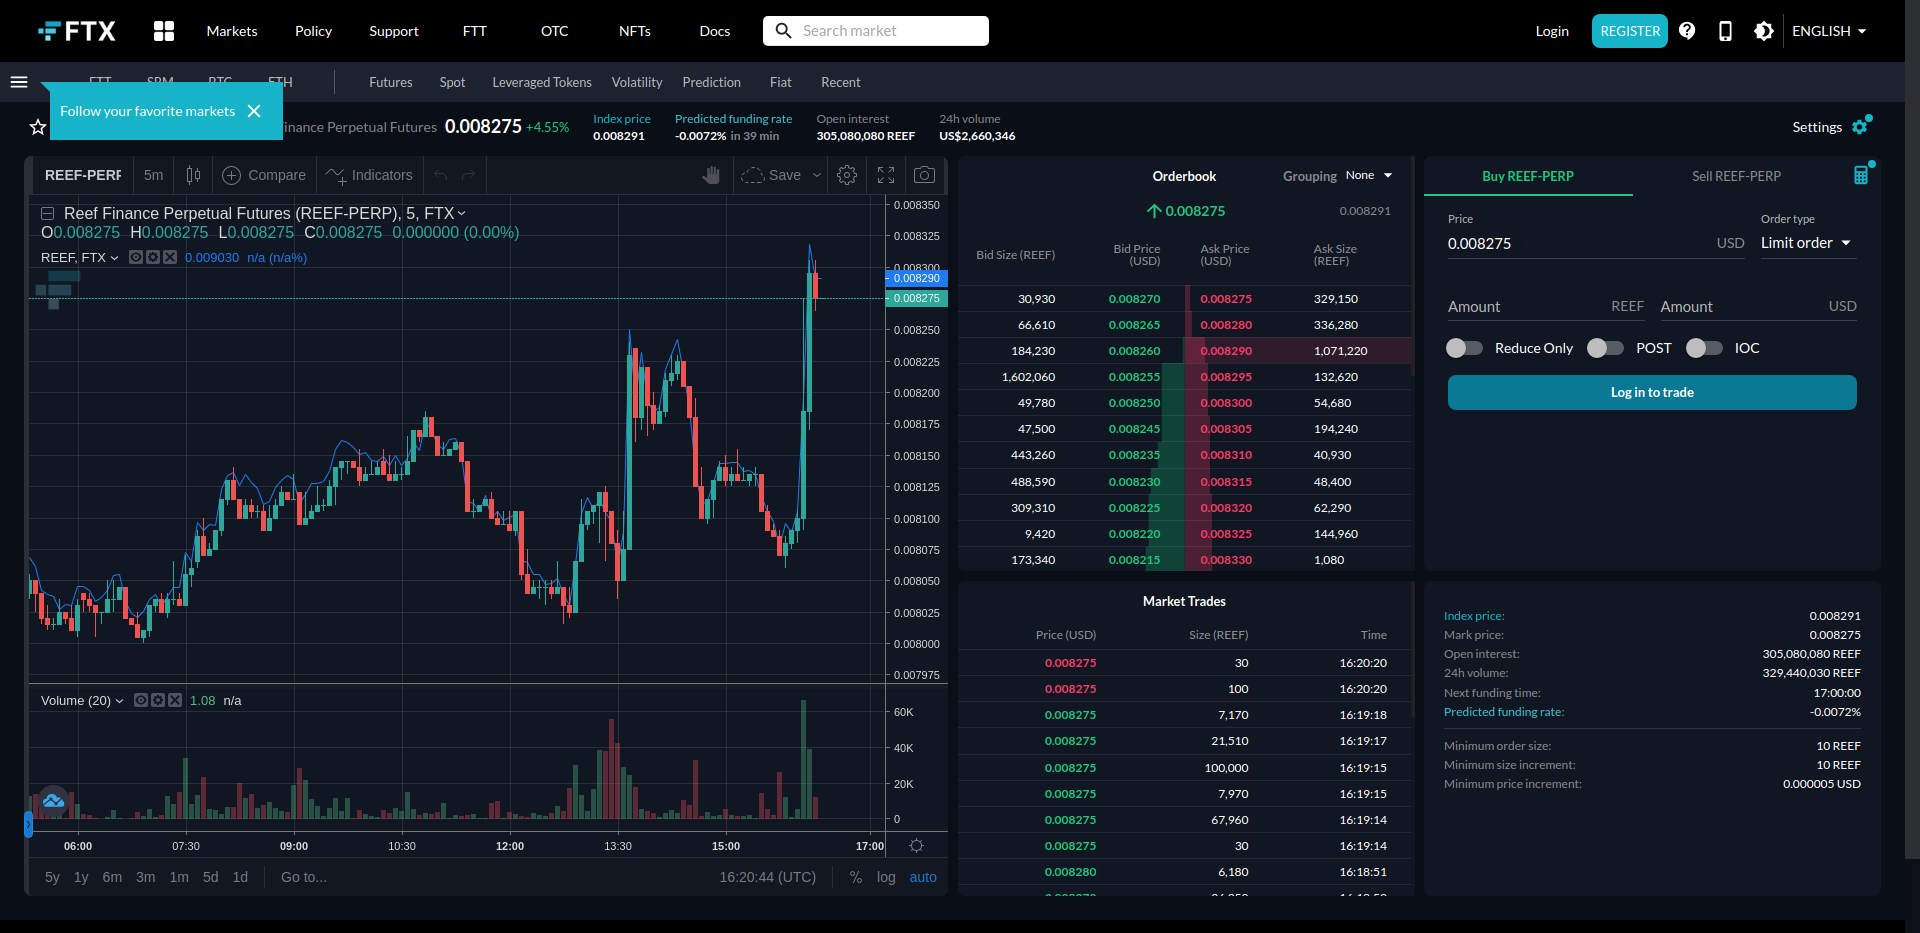 FTX
Markets
Policy
Support
FTT
OTC
NFTs
Docs
Search market
Login
REGISTER
ENGLISH
FTT
SRM
BTC
ETH
Futures
Spot
Leveraged Tokens
Volatility
Prediction
Fiat
Recent
Follow your favorite markets
inance Perpetual Futures
0.008275 +4.55%
Index price
0.008291
Predicted funding rate
-0.0072% in 39 min
Open interest
305,080,080 REEF
24h volume
US$2,660,346
Settings
REEF-PERP
5m
Compare
Indicators
Save
Reef Finance Perpetual Futures (REEF-PERP), 5, FTX
O0.008275 H0.008275 L0.008275 C0.008275 0.000000 (0.00%)
REEF, FTX 0.009030 n/a (n/a%)
0.008350
0.008325
0.008300
0.008290
0.008275
0.008250
0.008225
0.008200
0.008175
0.008150
0.008125
0.008100
0.008075
0.008050
0.008025
0.008000
0.007975
Volume (20) 1.08 n/a
60K
40K
20K
0
06:00 07:30 09:00 10:30 12:00 13:30 15:00 17:00
5y 1y 6m 3m 1m 5d 1d Go to...
16:20:44 (UTC) % log auto
Orderbook
Grouping None
0.008275
0.008291
Bid Size (REEF) Bid Price (USD) Ask Price (USD) Ask Size (REEF)
30,930 0.008270 0.008275 329,150
66,610 0.008265 0.008280 336,280
184,230 0.008260 0.008290 1,071,220
1,602,060 0.008255 0.008295 132,620
49,780 0.008250 0.008300 54,680
47,500 0.008245 0.008305 194,240
443,260 0.008235 0.008310 40,930
488,590 0.008230 0.008315 48,400
309,310 0.008225 0.008320 62,290
9,420 0.008220 0.008325 144,960
173,340 0.008215 0.008330 1,080
Market Trades
Price (USD) Size (REEF) Time
0.008275 30 16:20:20
0.008275 100 16:20:20
0.008275 7,170 16:19:18
0.008275 21,510 16:19:17
0.008275 100,000 16:19:15
0.008275 7,970 16:19:15
0.008275 67,960 16:19:14
0.008275 30 16:19:14
0.008280 6,180 16:18:51
Buy REEF-PERP
Sell REEF-PERP
Price
0.008275 USD
Order type
Limit order
Amount REEF
Amount USD
Reduce Only
POST
IOC
Log in to trade
Index price: 0.008291
Mark price: 0.008275
Open interest: 305,080,080 REEF
24h volume: 329,440,030 REEF
Next funding time: 17:00:00
Predicted funding rate: -0.0072%
Minimum order size: 10 REEF
Minimum size increment: 10 REEF
Minimum price increment: 0.000005 USD